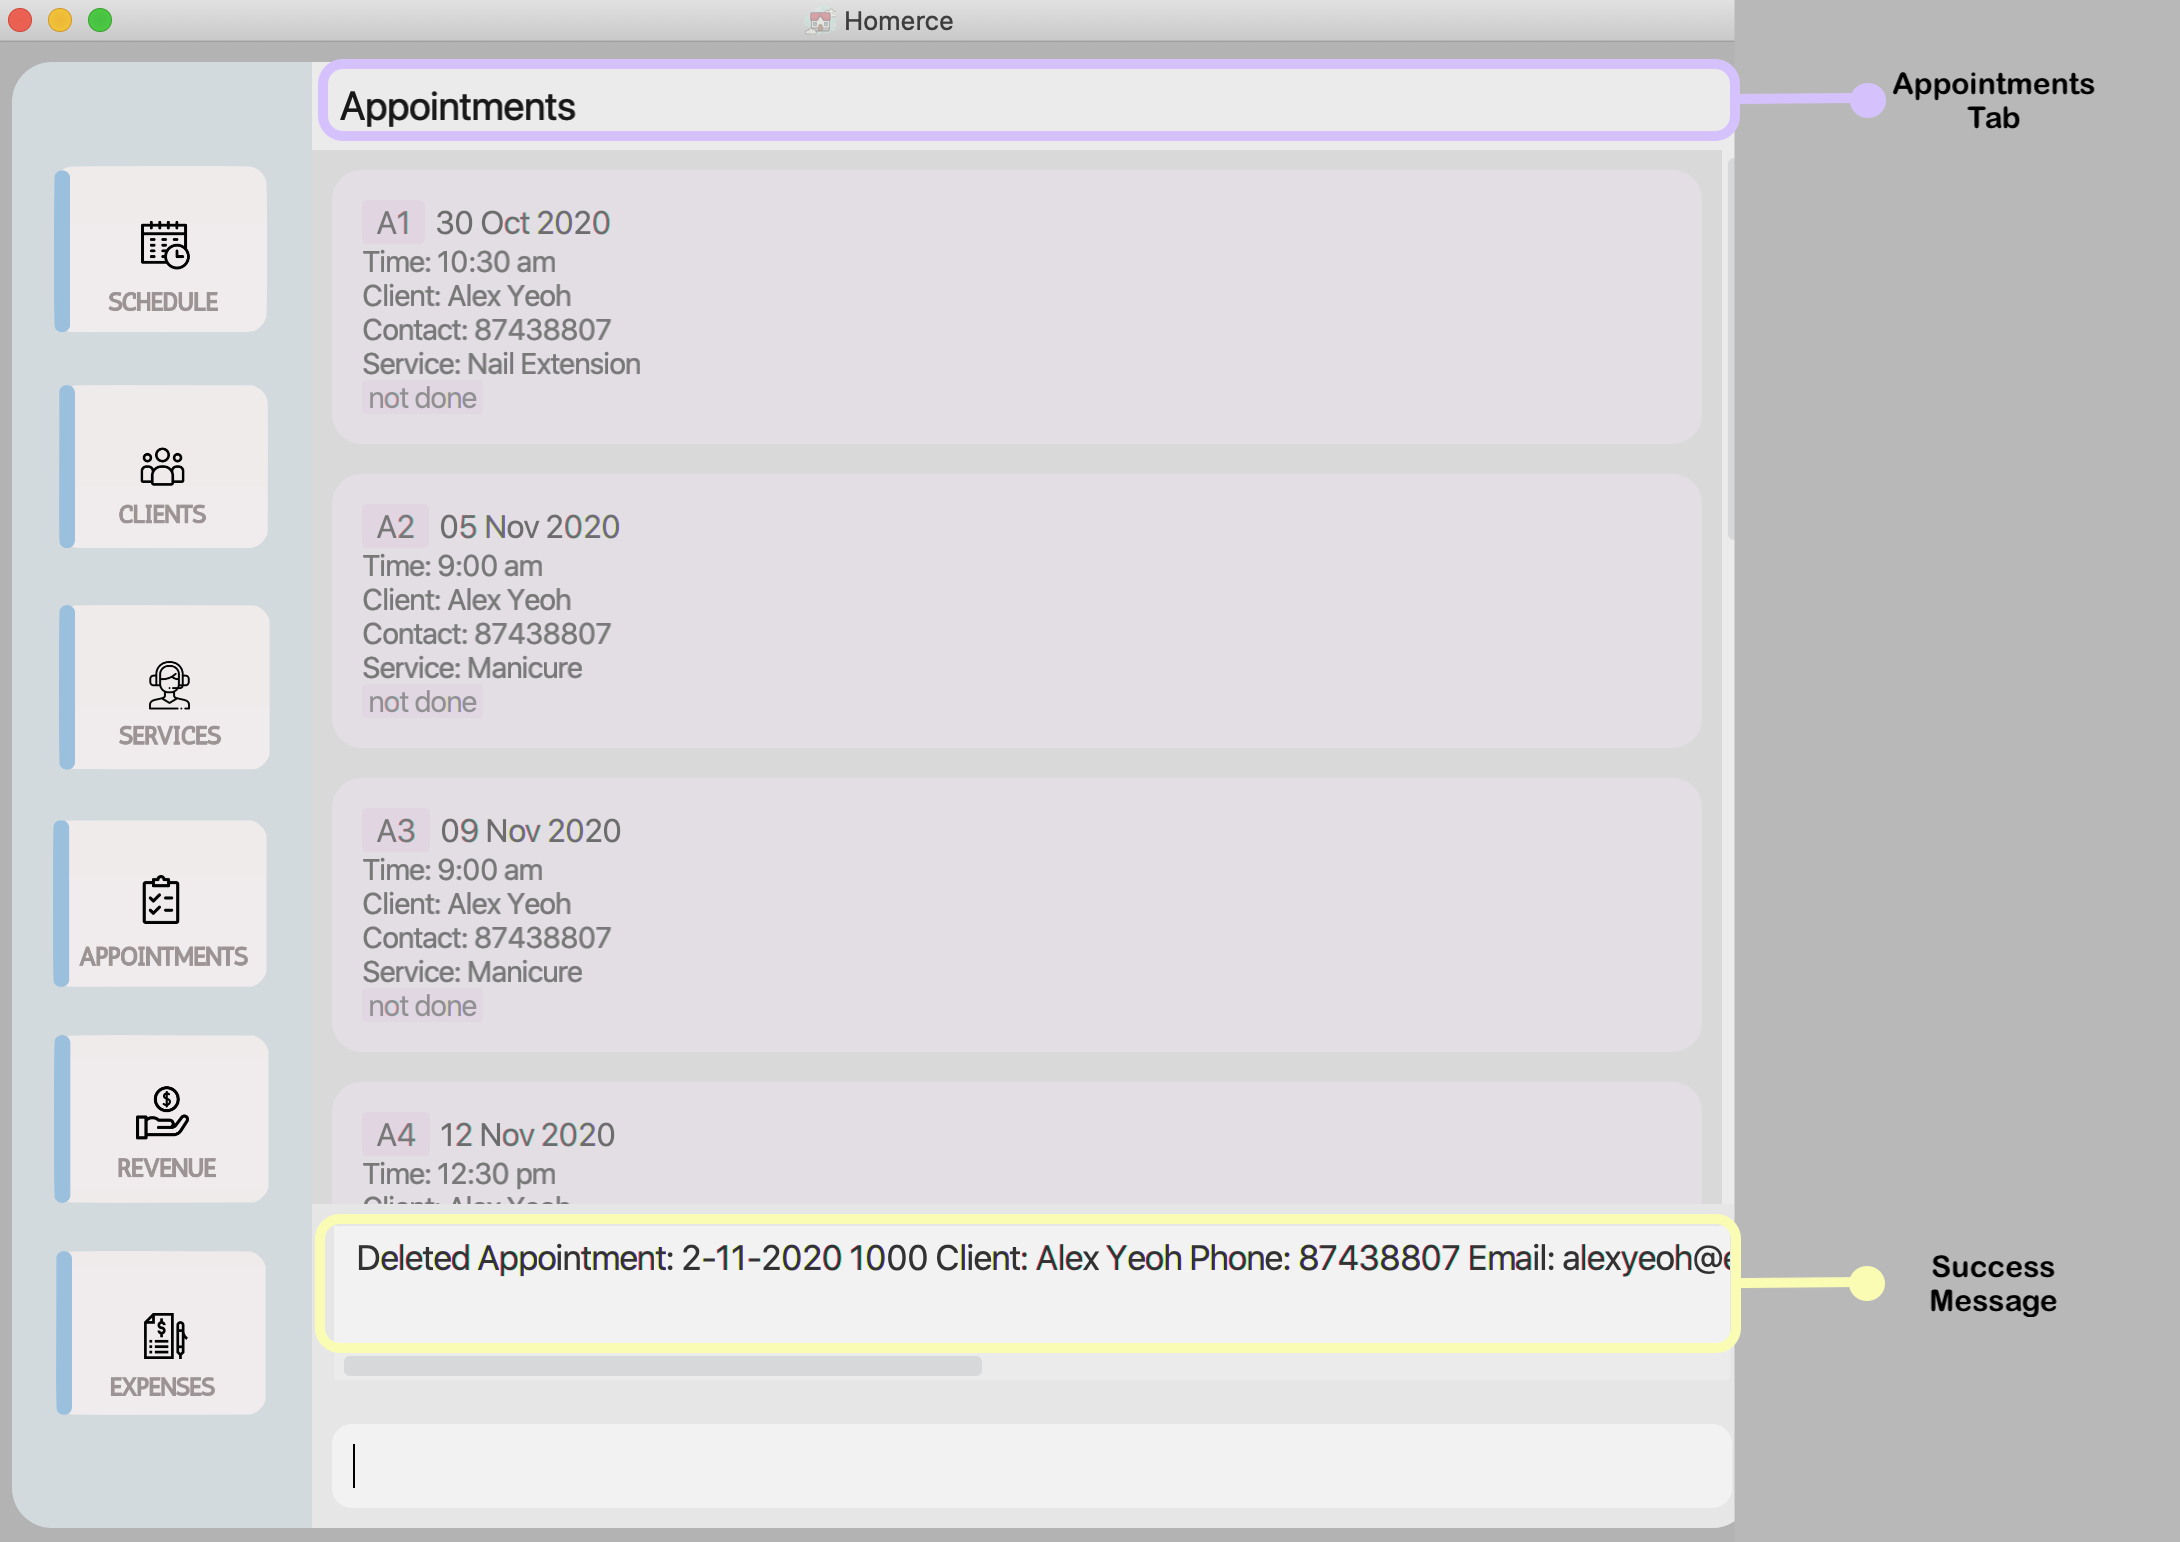 Homerce
Appointments
Appointments
Tab
SCHEDULE
CLIENTS
SERVICES
APPOINTMENTS
REVENUE
EXPENSES
A1 30 Oct 2020
Time: 10:30 am
Client: Alex Yeoh
Contact: 87438807
Service: Nail Extension
not done
A2 05 Nov 2020
Time: 9:00 am
Client: Alex Yeoh
Contact: 87438807
Service: Manicure
not done
A3 09 Nov 2020
Time: 9:00 am
Client: Alex Yeoh
Contact: 87438807
Service: Manicure
not done
A4 12 Nov 2020
Time: 12:30 pm
Client: Alex Yeoh
Deleted Appointment: 2-11-2020 1000 Client: Alex Yeoh Phone: 87438807 Email: alexyeoh@e
Success
Message